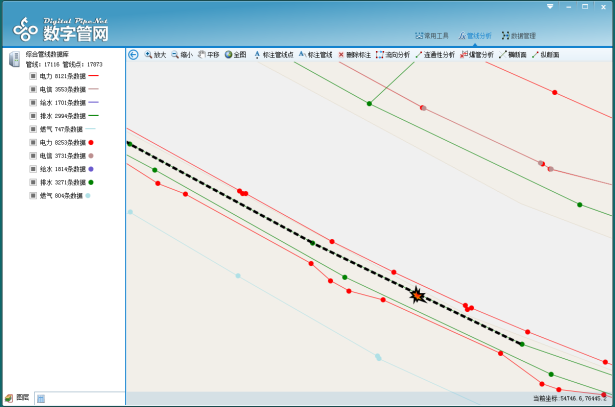 Digital Pipe.Net
数字管网
常用工具 管线分析 数据管理
放大 缩小 平移 全图 标注管线点 标注管线 删除标注 流向分析 连通性分析 爆管分析 横断面 纵断面
综合管线数据库
管线: 17116 管线点: 17073
电力 8121条数据
电信 3553条数据
给水 1701条数据
排水 2994条数据
燃气 747条数据
电力 8253条数据
电信 3731条数据
给水 1814条数据
排水 3271条数据
燃气 804条数据
图层
当前坐标:54746.6,76445.2